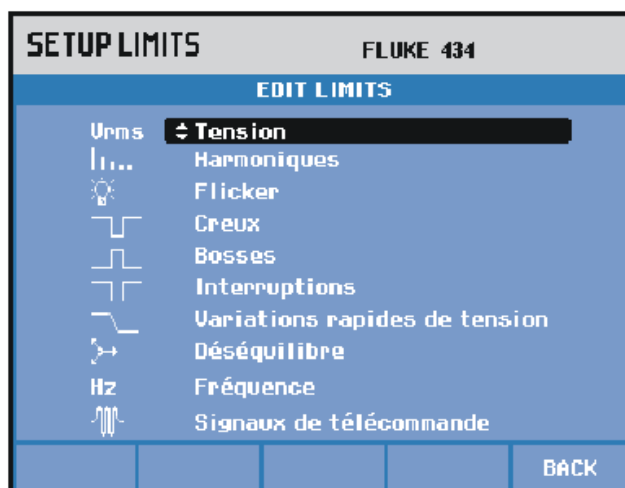 SETUP LIMITS FLUKE 434
EDIT LIMITS
Vrms Tension
Harmoniques
Flicker
Creux
Bosses
Interruptions
Variations rapides de tension
Déséquilibre
Hz Fréquence
Signaux de télécommande
BACK